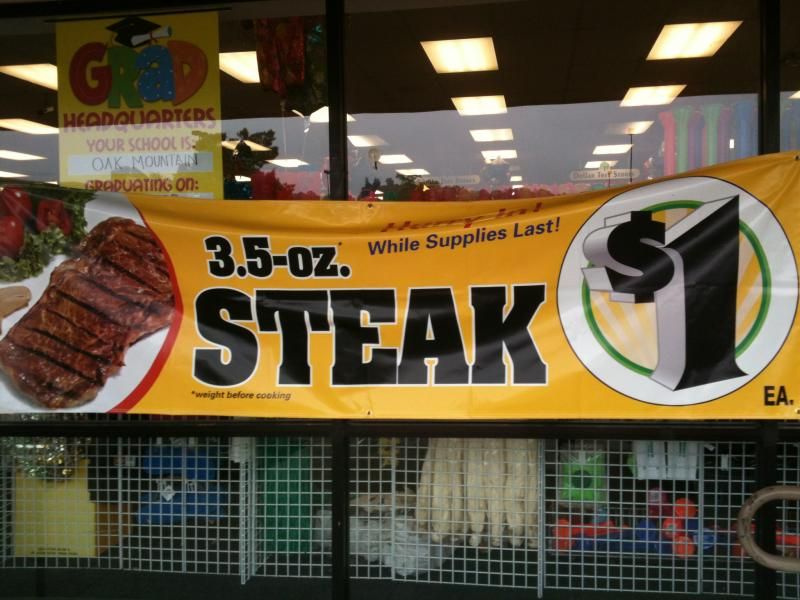 GRAD
HEADQUARTERS
YOUR SCHOOL IS:
OAK MOUNTAIN
GRADUATING ON:
Hurry in!
While Supplies Last!
3.5-oz.*
STEAK
*weight before cooking
$1
EA.